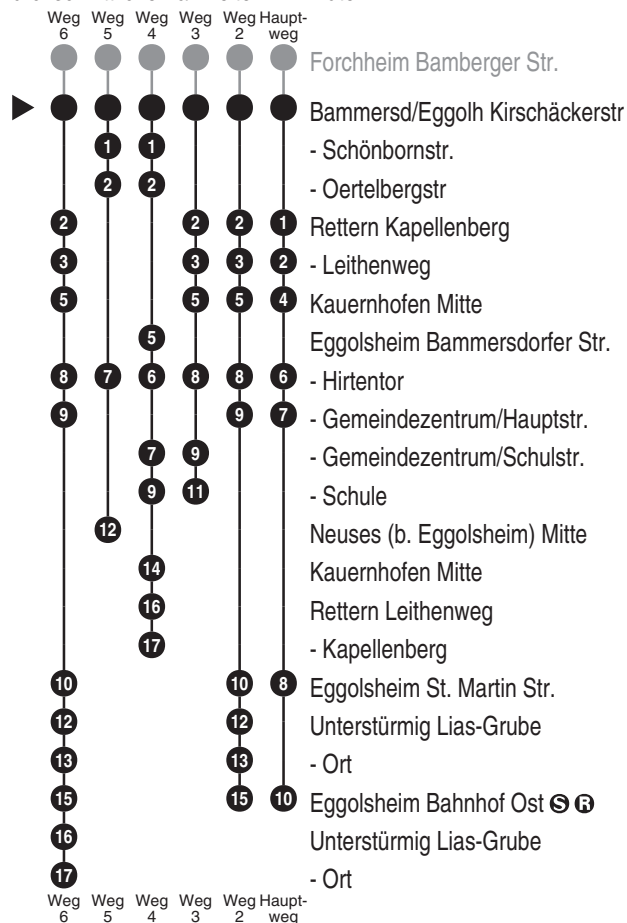 Weg Weg Weg Weg Weg Haupt-
6 5 4 3 2 weg
Forchheim Bamberger Str.
Bammersd/Eggolh Kirschäckerstr
1 1 - Schönbornstr.
2 2 - Oertelbergstr
2 2 2 1 Rettern Kapellenberg
3 3 3 2 - Leithenweg
5 5 5 4 Kauernhofen Mitte
5 Eggolsheim Bammersdorfer Str.
8 7 6 8 8 6 - Hirtentor
9 9 7 - Gemeindezentrum/Hauptstr.
7 9 - Gemeindezentrum/Schulstr.
9 11 - Schule
12 Neuses (b. Eggolsheim) Mitte
14 Kauernhofen Mitte
16 Rettern Leithenweg
17 - Kapellenberg
10 10 8 Eggolsheim St. Martin Str.
12 12 Unterstürmig Lias-Grube
13 13 - Ort
15 15 10 Eggolsheim Bahnhof Ost S R
16 Unterstürmig Lias-Grube
17 - Ort
Weg Weg Weg Weg Weg Haupt-
6 5 4 3 2 weg